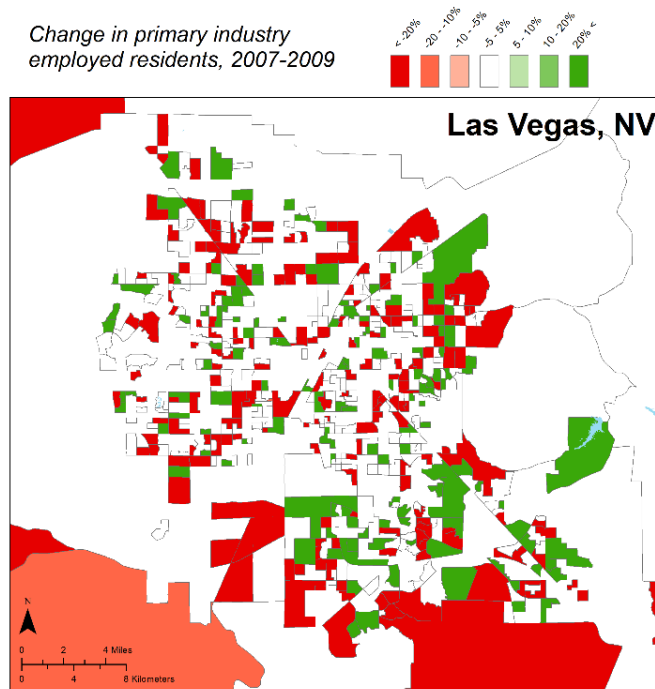 Change in primary industry
employed residents, 2007-2009
< -20%
-20 - -10%
-10 - -5%
-5 - 5%
5 - 10%
10 - 20%
20% <
Las Vegas, NV
N
0 2 4 Miles
0 4 6 Kilometers